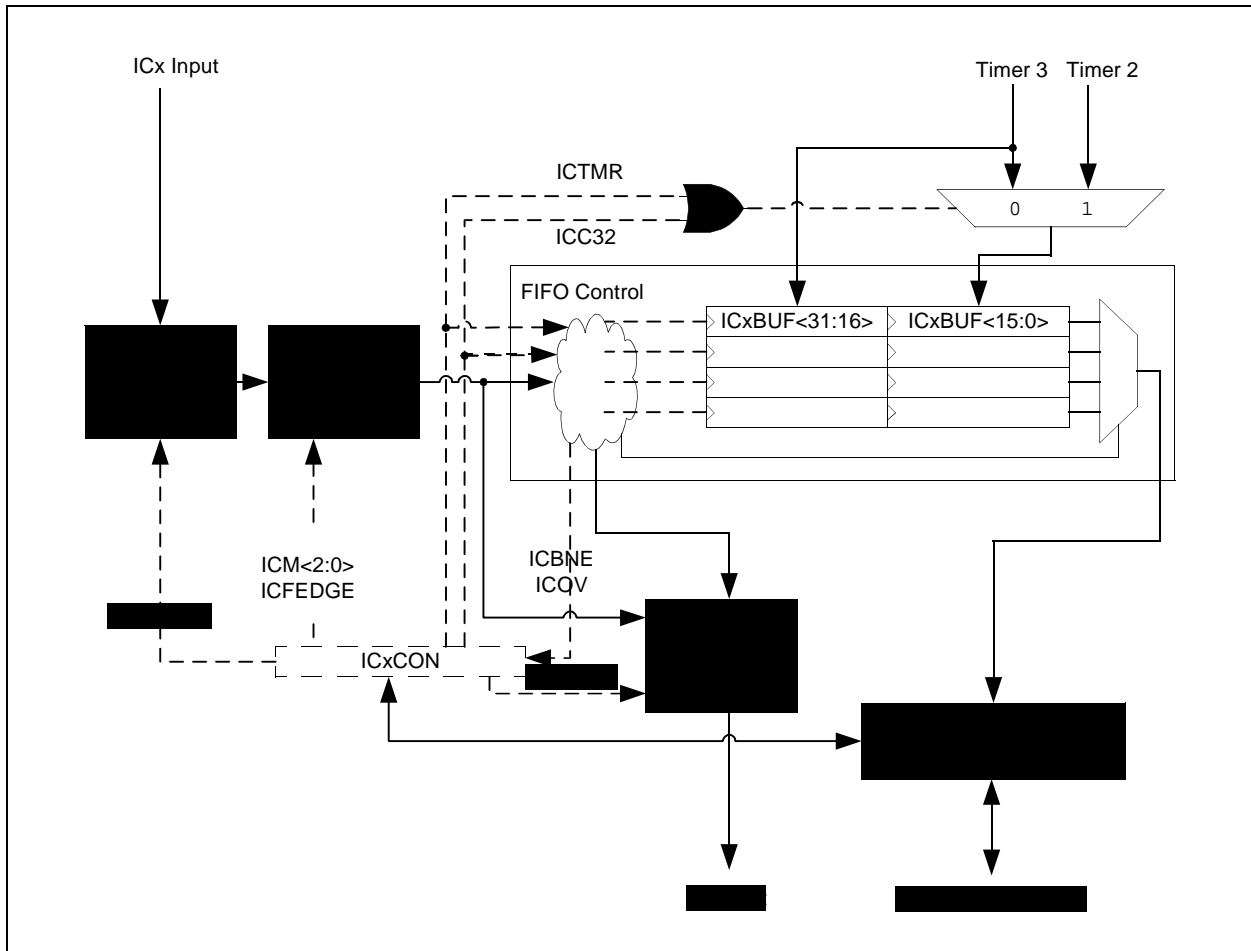 ICx Input
Timer 3
Timer 2
ICTMR
ICC32
0
1
FIFO Control
ICxBUF<31:16>
ICxBUF<15:0>
ICM<2:0>
ICFEDGE
ICBNE
ICOV
ICxCON